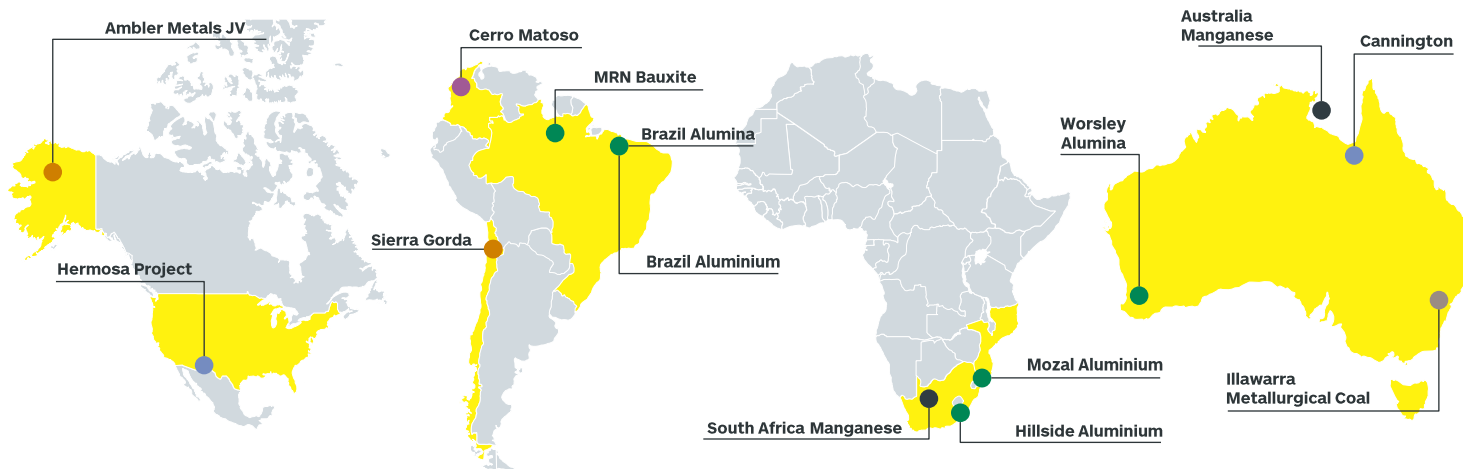 Ambler Metals JV
Hermosa Project
Cerro Matoso
MRN Bauxite
Brazil Alumina
Sierra Gorda
Brazil Aluminium
Mozal Aluminium
South Africa Manganese
Hillside Aluminium
Australia
Manganese
Cannington
Worsley
Alumina
Illawarra
Metallurgical Coal